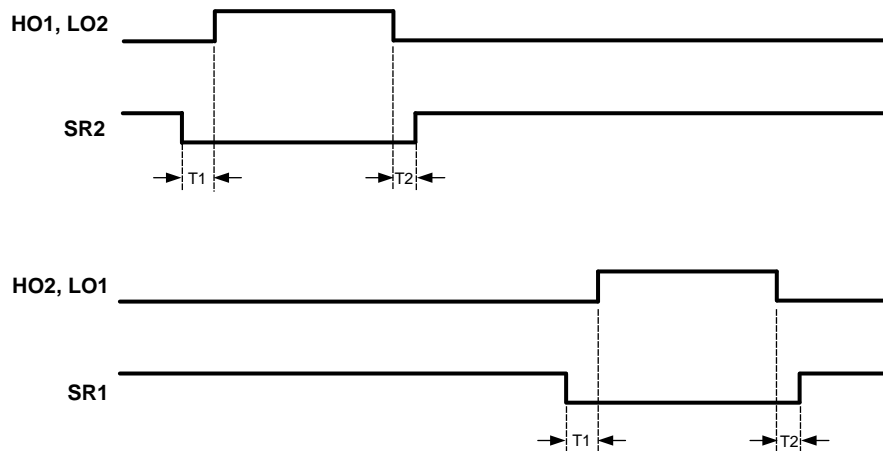 HO1, LO2
SR2
T1 T2
HO2, LO1
SR1
T1 T2